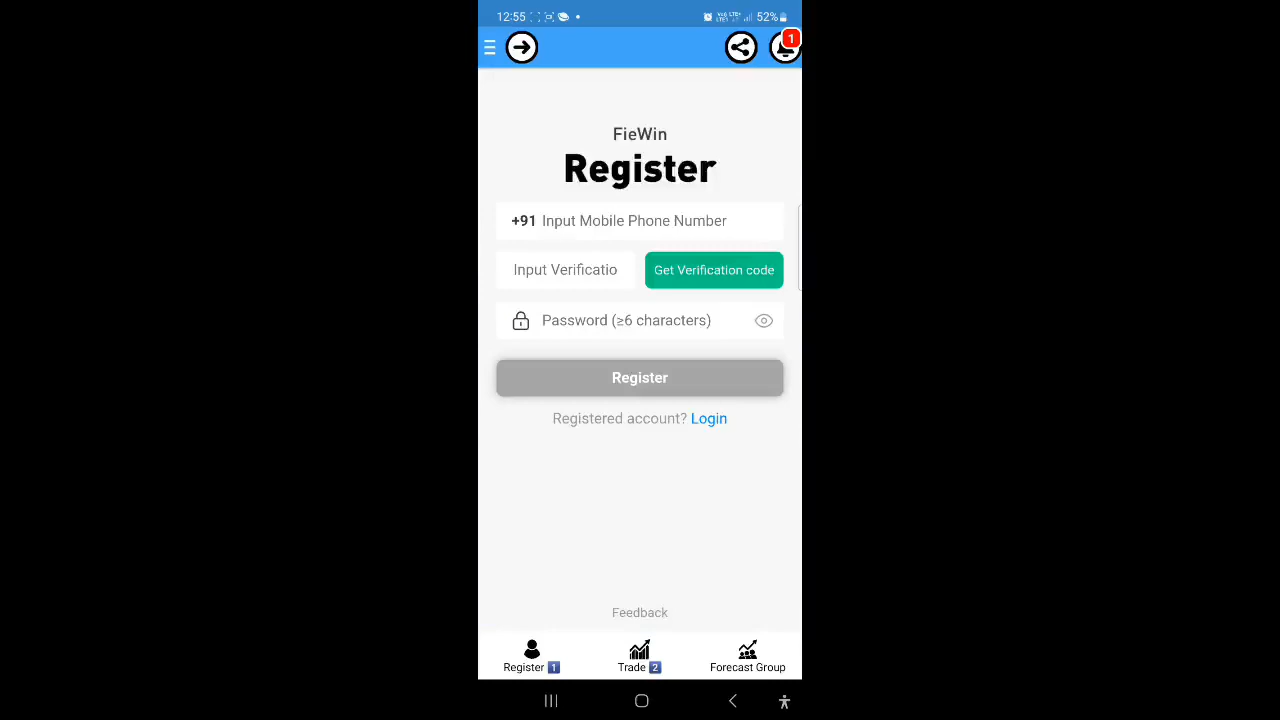 12:55 52%
1
FieWin
Register
+91 Input Mobile Phone Number
Input Verificatio Get Verification code
Password (≥6 characters)
Register
Registered account? Login
Feedback
Register 1 Trade 2 Forecast Group